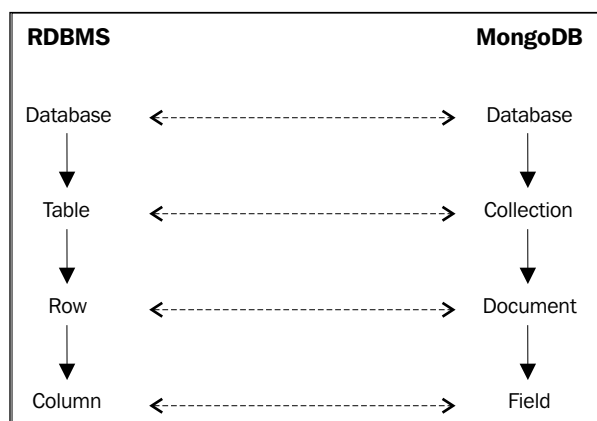 RDBMS MongoDB
Database Database
Table Collection
Row Document
Column Field